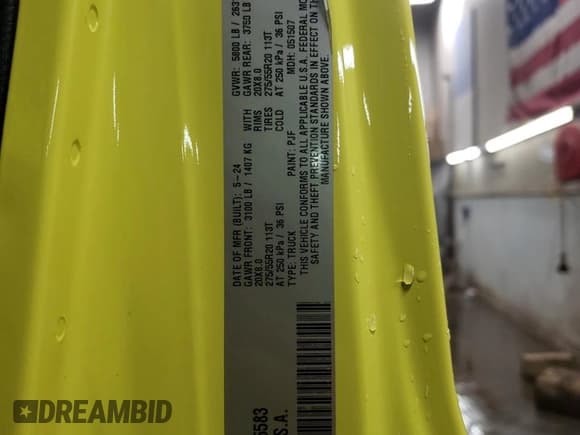 DATE OF MFR (BUILT): 5-24 GVWR: 5800 LB / 263
GAWR FRONT: 3100 LB / 1407 KG WITH GAWR REAR: 3750 LB
20X8.0 RIMS 20X8.0
275/55R20 113T TIRES 275/55R20 113T
AT 250 kPa / 36 PSI COLD AT 250 kPa / 36 PSI
TYPE: TRUCK PAINT: PJF MDH: 051507
THIS VEHICLE CONFORMS TO ALL APPLICABLE U.S.A. FEDERAL MO
SAFETY AND THEFT PREVENTION STANDARDS IN EFFECT ON TH
MANUFACTURE SHOWN ABOVE.
5583
S.A.
DREAMBID